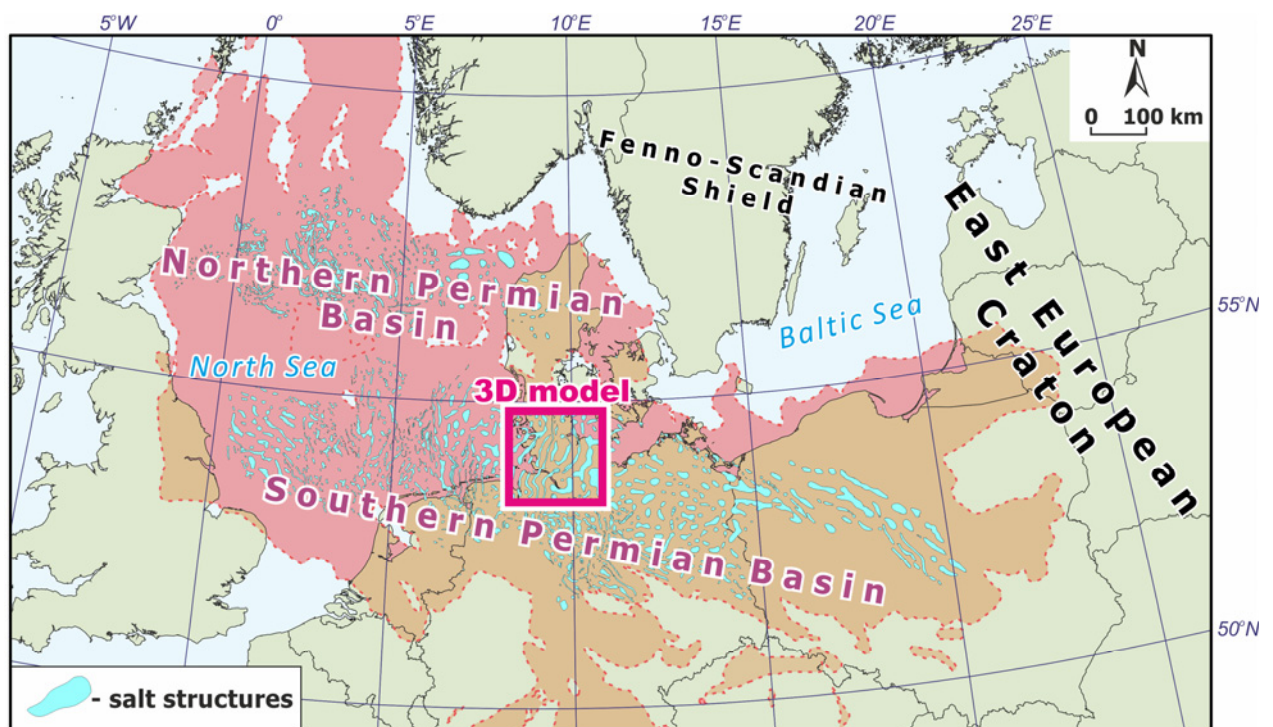 5°W 0° 5°E 10°E 15°E 20°E 25°E
N
0 100 km
Fenno-Scandian
Shield
East European
Craton
Northern Permian
Basin
55°N
Baltic Sea
North Sea
3D model
Southern Permian Basin
50°N
- salt structures